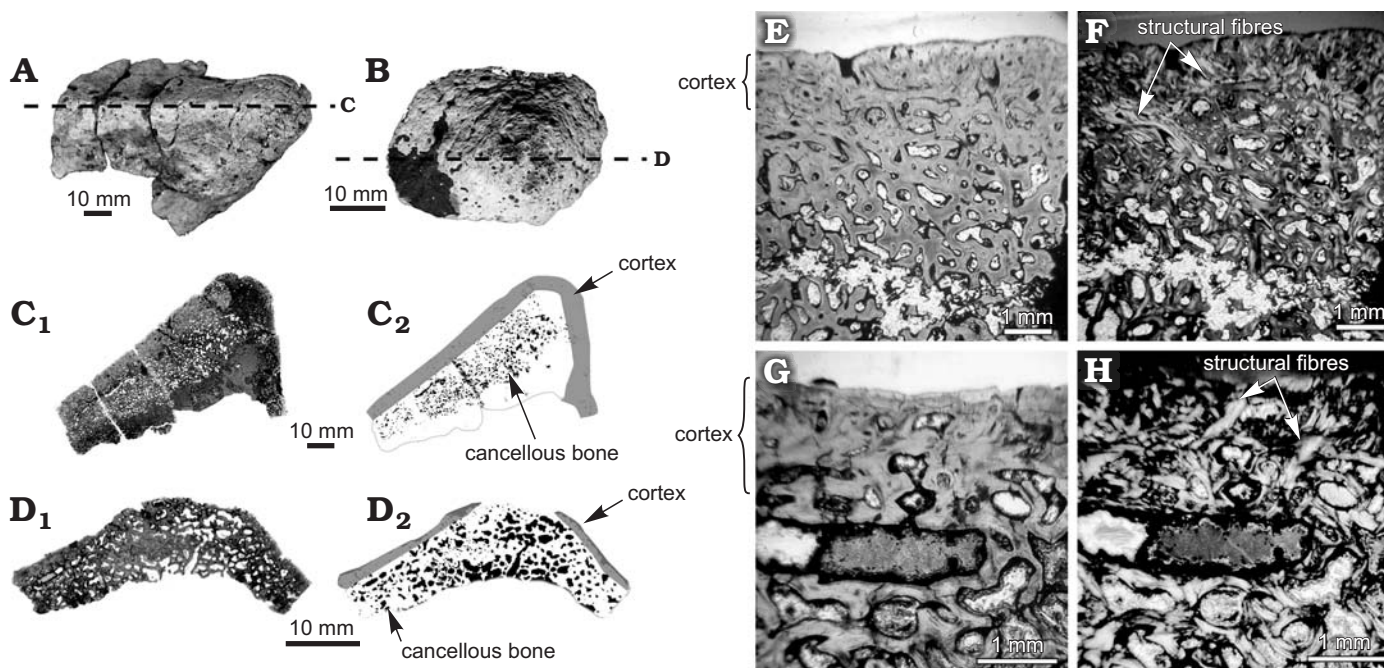 A
C
10 mm
B
D
10 mm
C1
10 mm
C2
cortex
cancellous bone
D1
10 mm
D2
cortex
cancellous bone
E
cortex
1 mm
F
structural fibres
1 mm
G
cortex
1 mm
H
structural fibres
1 mm